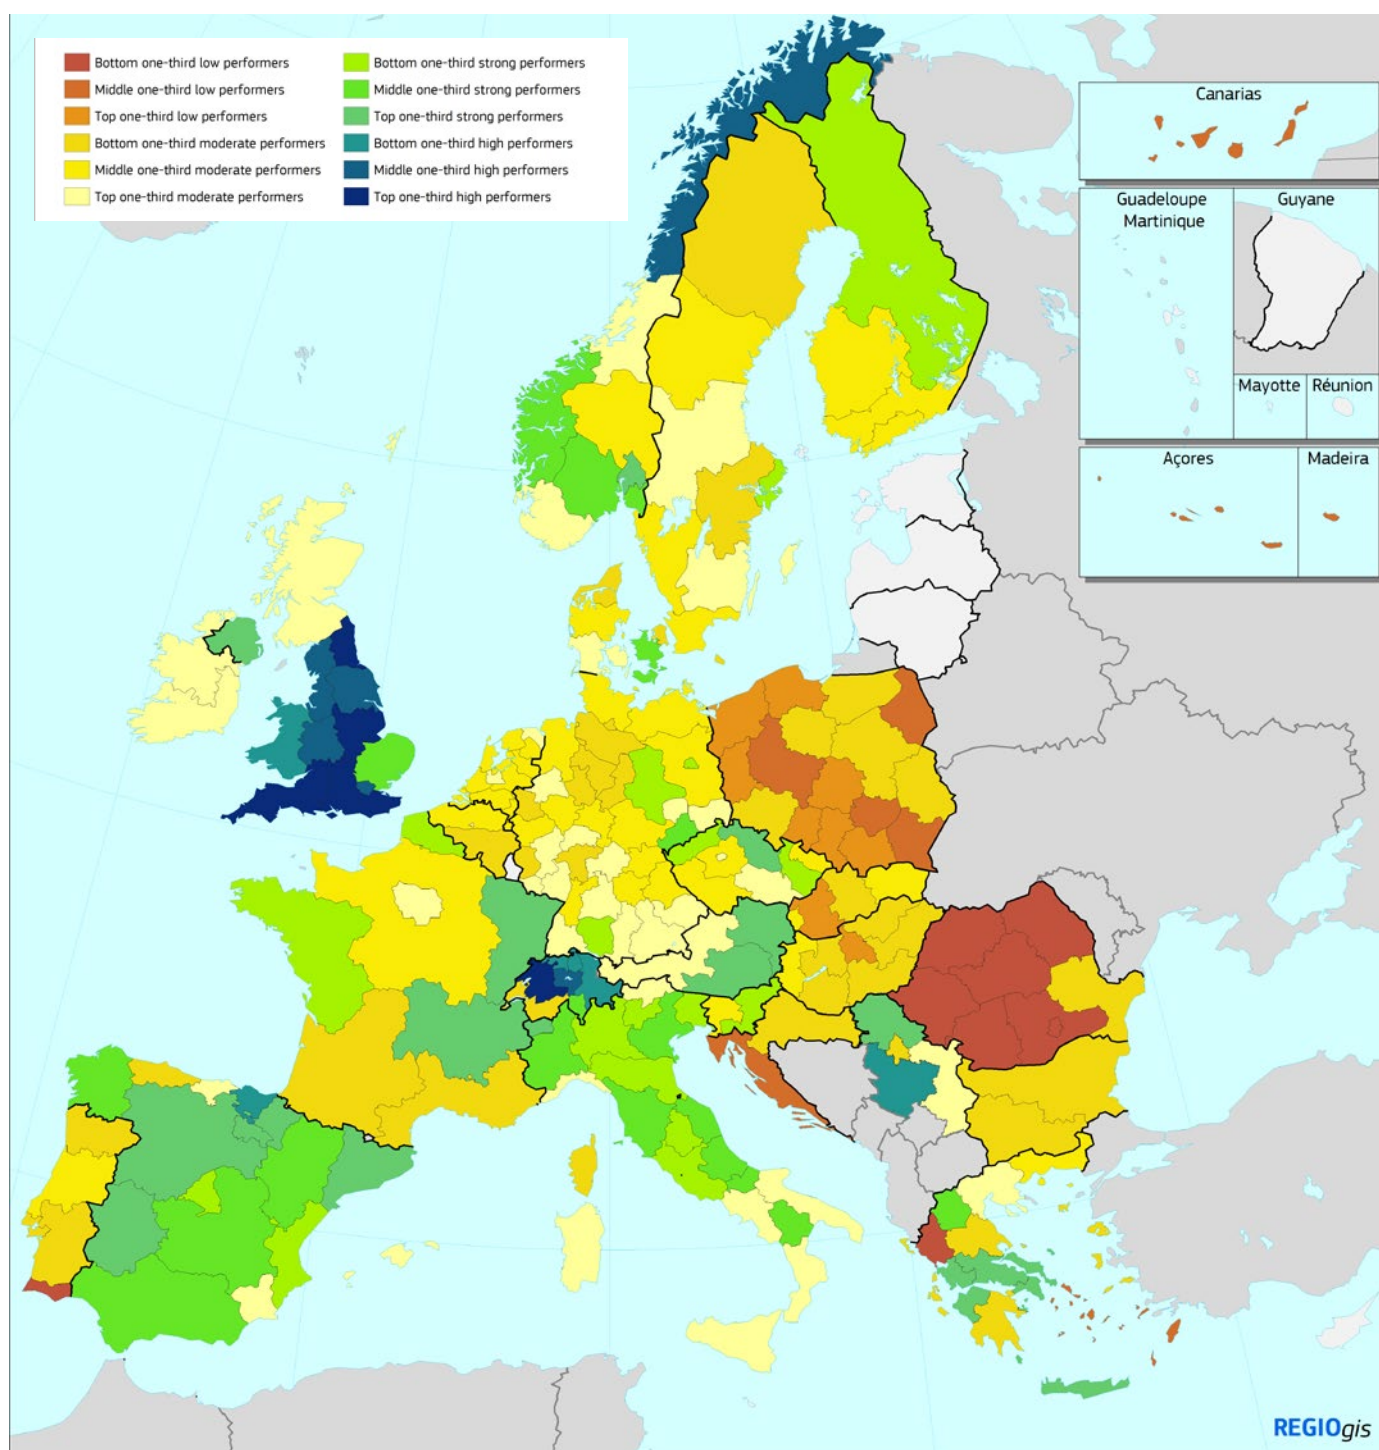 Bottom one-third low performers
Middle one-third low performers
Top one-third low performers
Bottom one-third moderate performers
Middle one-third moderate performers
Top one-third moderate performers
Bottom one-third strong performers
Middle one-third strong performers
Top one-third strong performers
Bottom one-third high performers
Middle one-third high performers
Top one-third high performers
Canarias
Guadeloupe
Martinique
Guyane
Mayotte
Réunion
Açores
Madeira
REGIOgis